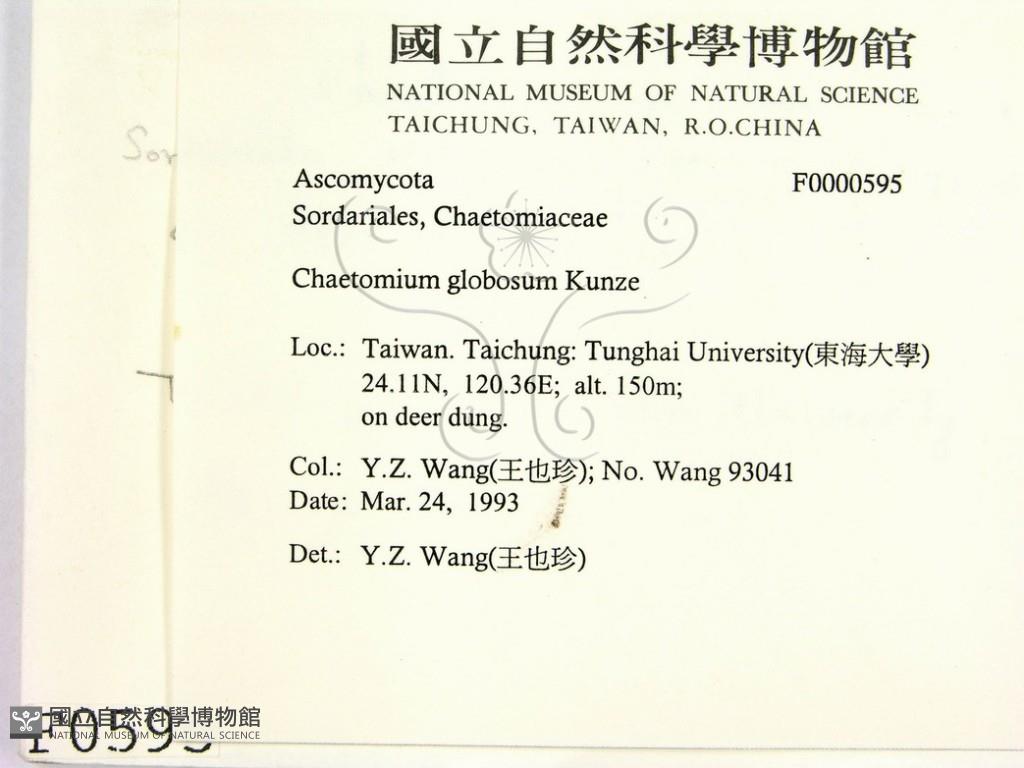 國立自然科學博物館
NATIONAL MUSEUM OF NATURAL SCIENCE
TAICHUNG, TAIWAN, R.O.CHINA
Sor
Ascomycota F0000595
Sordariales, Chaetomiaceae
Chaetomium globosum Kunze
Loc.: Taiwan. Taichung: Tunghai University(東海大學)
24.11N, 120.36E; alt. 150m;
on deer dung.
Col.: Y.Z. Wang(王也珍); No. Wang 93041
Date: Mar. 24, 1993
Det.: Y.Z. Wang(王也珍)
國立自然科學博物館
NATIONAL MUSEUM OF NATURAL SCIENCE
F0595